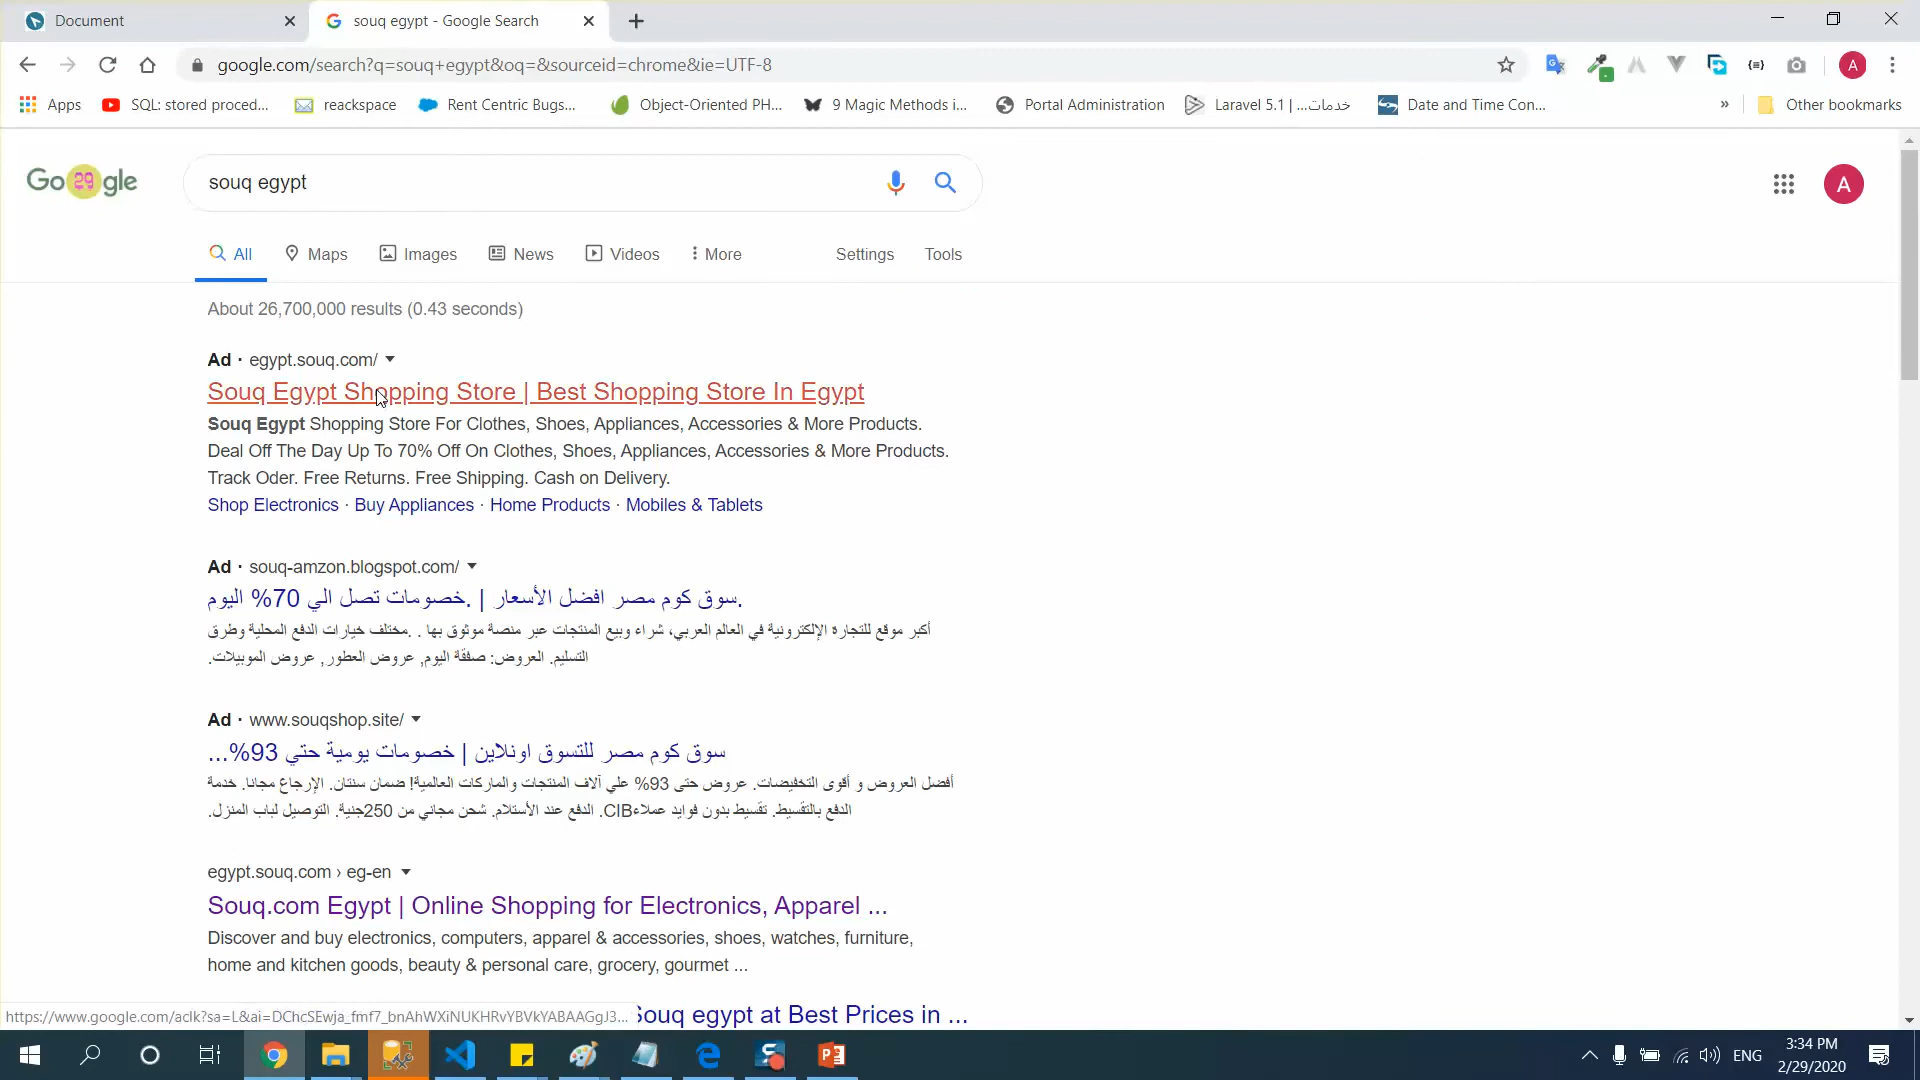 Document
souq egypt - Google Search
google.com/search?q=souq+egypt&oq=&sourceid=chrome&ie=UTF-8
Apps
SQL: stored proced...
reackspace
Rent Centric Bugs...
Object-Oriented PH...
9 Magic Methods i...
Portal Administration
Laravel 5.1 | ...خدمات
Date and Time Con...
»
Other bookmarks
A
Go29gle
souq egypt
A
All
Maps
Images
News
Videos
More
Settings
Tools
About 26,700,000 results (0.43 seconds)
Ad · egypt.souq.com/
Souq Egypt Shopping Store | Best Shopping Store In Egypt
Souq Egypt Shopping Store For Clothes, Shoes, Appliances, Accessories & More Products.
Deal Off The Day Up To 70% Off On Clothes, Shoes, Appliances, Accessories & More Products.
Track Oder. Free Returns. Free Shipping. Cash on Delivery.
Shop Electronics · Buy Appliances · Home Products · Mobiles & Tablets
Ad · souq-amzon.blogspot.com/
.سوق كوم مصر افضل الأسعار | .خصومات تصل الي 70% اليوم
أكبر موقع للتجارة الإلكترونية في العالم العربي، شراء وبيع المنتجات عبر منصة موثوق بها . .مختلف خيارات الدفع المحلية وطرق
التسليم. العروض: صفقة اليوم, عروض العطور, عروض الموبيلات.
Ad · www.souqshop.site/
سوق كوم مصر للتسوق اونلاين | خصومات يومية حتي 93%...
أفضل العروض و أقوى التخفيضات. عروض حتى 93% علي آلاف المنتجات والماركات العالمية! ضمان سنتان. الإرجاع مجانا. خدمة
الدفع بالتقسيط. تقسيط بدون فوايد عملاءCIB. الدفع عند الأستلام. شحن مجاني من 250جنية. التوصيل لباب المنزل.
egypt.souq.com › eg-en
Souq.com Egypt | Online Shopping for Electronics, Apparel ...
Discover and buy electronics, computers, apparel & accessories, shoes, watches, furniture,
home and kitchen goods, beauty & personal care, grocery, gourmet ...
https://www.google.com/aclk?sa=L&ai=DChcSEwja_fmf7_bnAhWXiNUKHRvYBVkYABAAGgJ3...
Souq egypt at Best Prices in ...
ENG
3:34 PM
2/29/2020